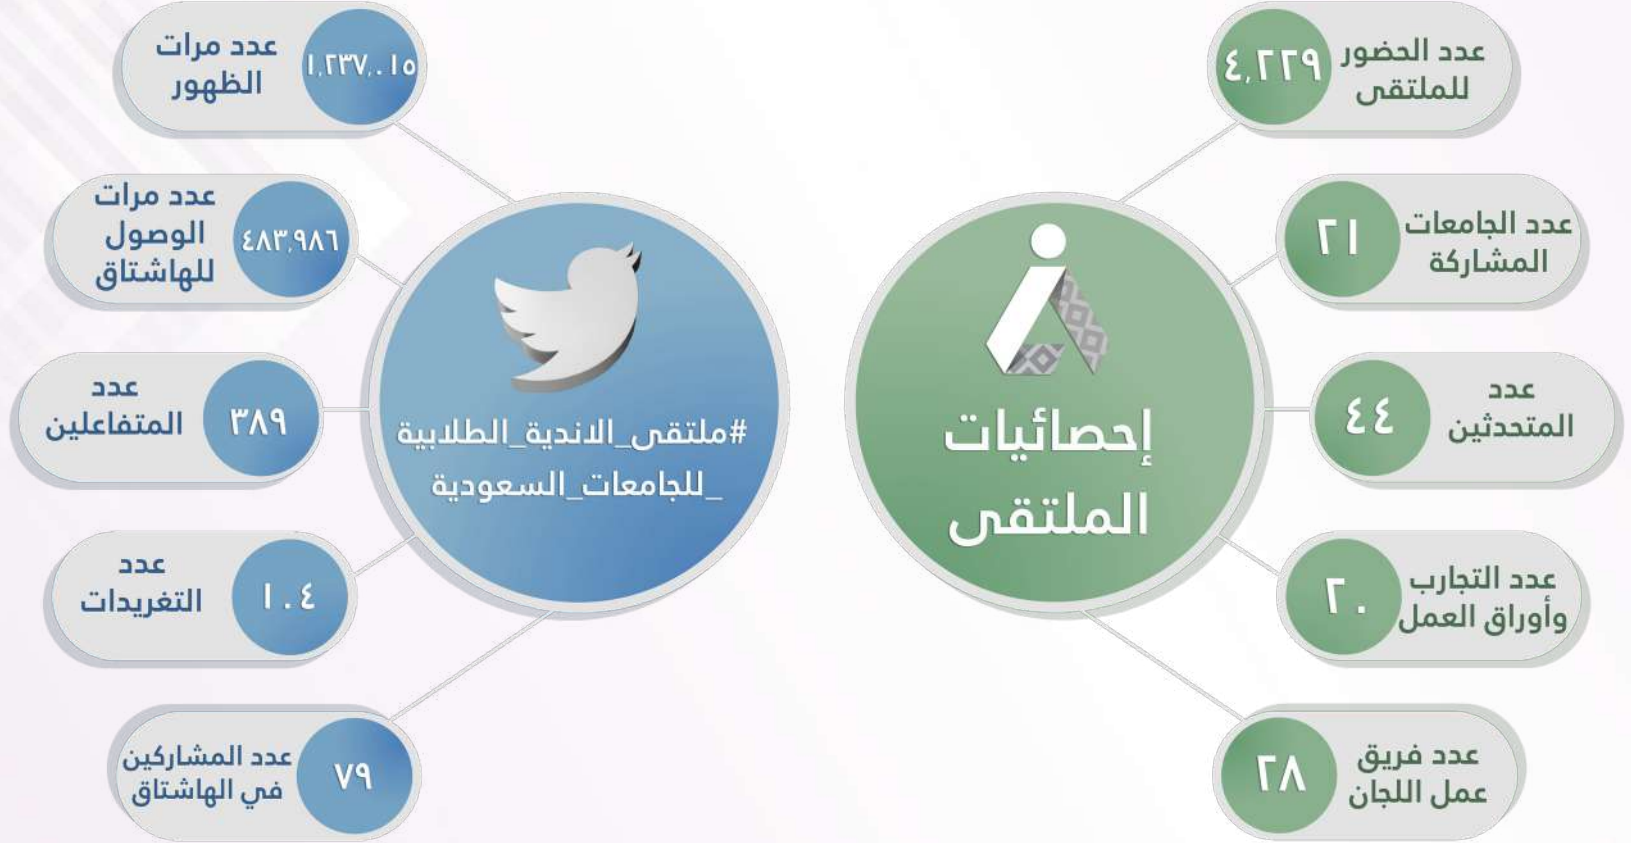 إحصائيات
الملتقى
عدد الحضور
للملتقى
٤,٢٢٩
عدد الجامعات
المشاركة
٢١
عدد
المتحدثين
٤٤
عدد التجارب
وأوراق العمل
٢٠
عدد فريق
عمل اللجان
٢٨
#ملتقى_الاندية_الطلابية
_للجامعات_السعودية
عدد مرات
الظهور
١,٢٣٧,٠١٥
عدد مرات
الوصول
للهاشتاق
٤٨٣,٩٨٦
عدد
المتفاعلين
٣٨٩
عدد
التغريدات
١٠٤
عدد المشاركين
في الهاشتاق
٧٩